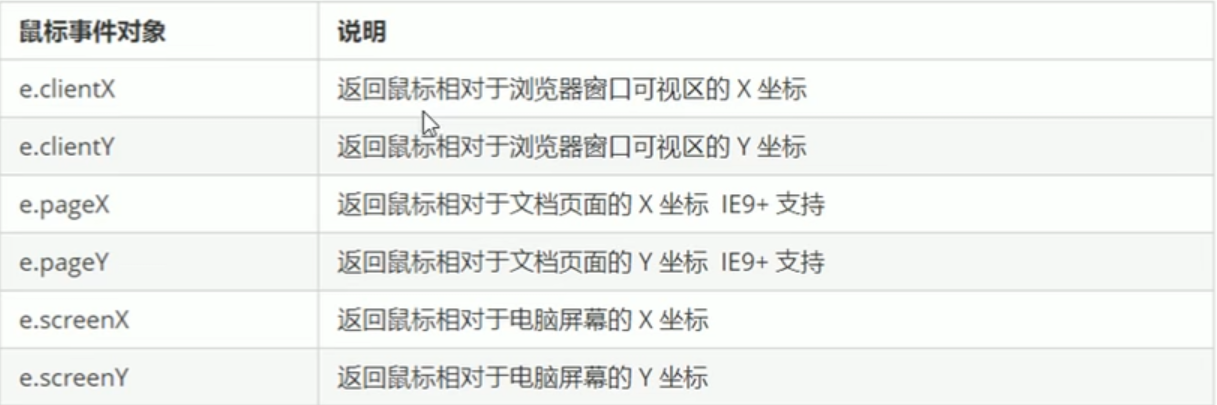 鼠标事件对象 说明
e.clientX 返回鼠标相对于浏览器窗口可视区的 X 坐标
e.clientY 返回鼠标相对于浏览器窗口可视区的 Y 坐标
e.pageX 返回鼠标相对于文档页面的 X 坐标 IE9+ 支持
e.pageY 返回鼠标相对于文档页面的 Y 坐标 IE9+ 支持
e.screenX 返回鼠标相对于电脑屏幕的 X 坐标
e.screenY 返回鼠标相对于电脑屏幕的 Y 坐标